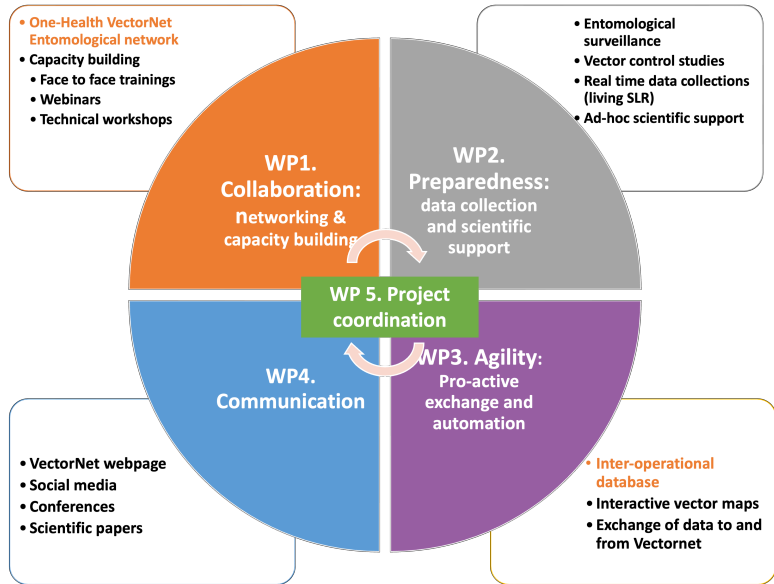 • One-Health VectorNet
Entomological network
• Capacity building
• Face to face trainings
• Webinars
• Technical workshops
• Entomological
surveillance
• Vector control studies
• Real time data collections
(living SLR)
• Ad-hoc scientific support
WP1.
Collaboration:
networking &
capacity building
WP2.
Preparedness:
data collection
and scientific
support
WP 5. Project
coordination
WP4.
Communication
WP3. Agility:
Pro-active
exchange and
automation
• VectorNet webpage
• Social media
• Conferences
• Scientific papers
• Inter-operational
database
• Interactive vector maps
• Exchange of data to and
from Vectornet